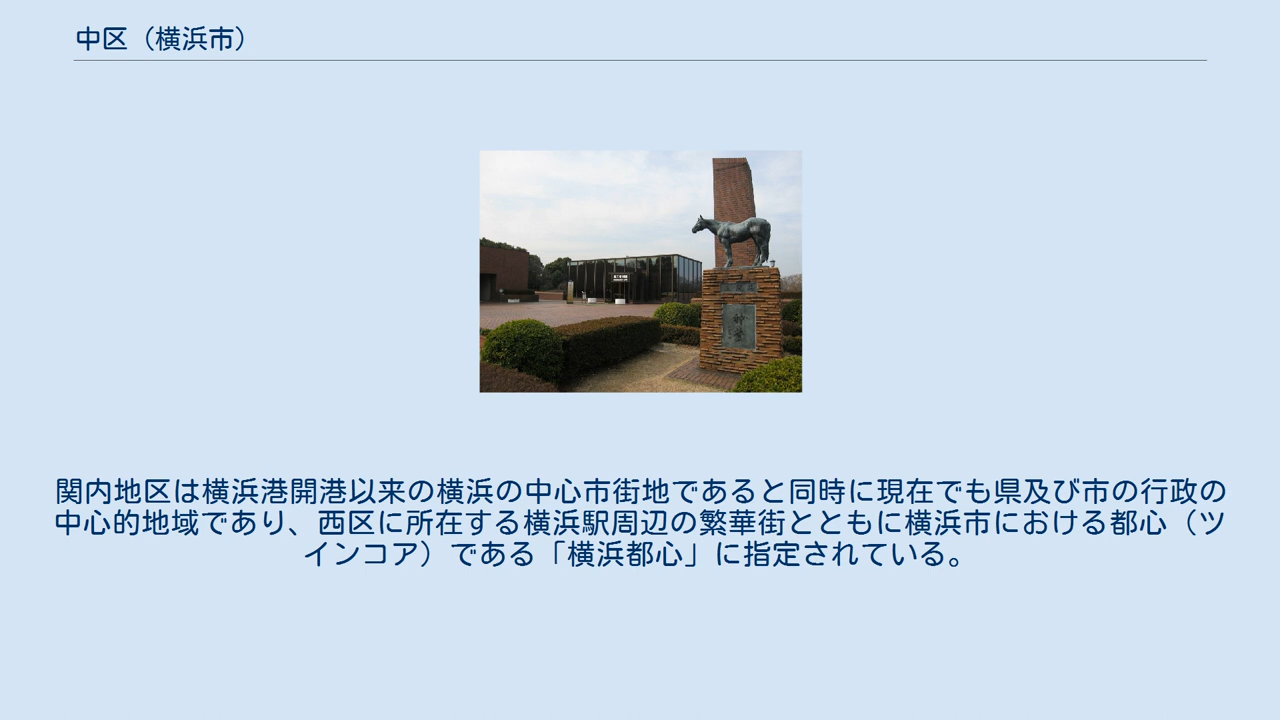 中区（横浜市）
関内地区は横浜港開港以来の横浜の中心市街地であると同時に現在でも県及び市の行政の
中心的地域であり、西区に所在する横浜駅周辺の繁華街とともに横浜市における都心（ツ
インコア）である「横浜都心」に指定されている。